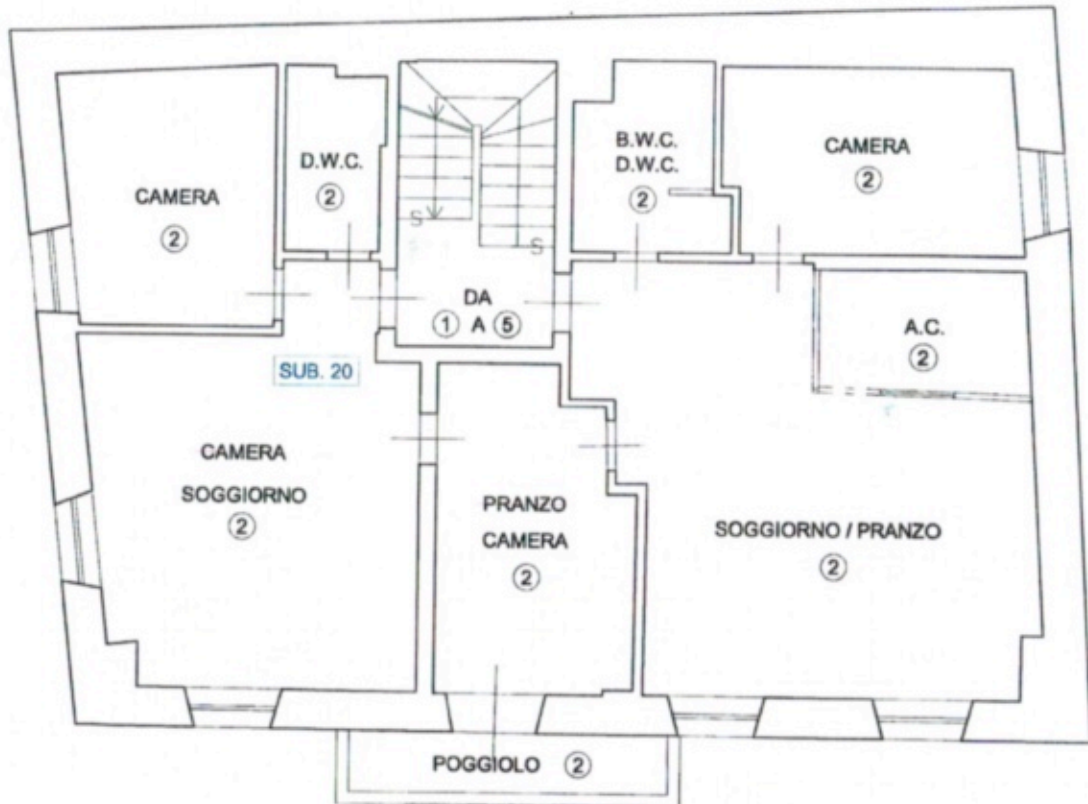 CAMERA
2
D.W.C.
2
S
S
DA
1 A 5
B.W.C.
D.W.C.
2
CAMERA
2
A.C.
2
SUB. 20
CAMERA
SOGGIORNO
2
PRANZO
CAMERA
2
SOGGIORNO / PRANZO
2
POGGIOLO 2